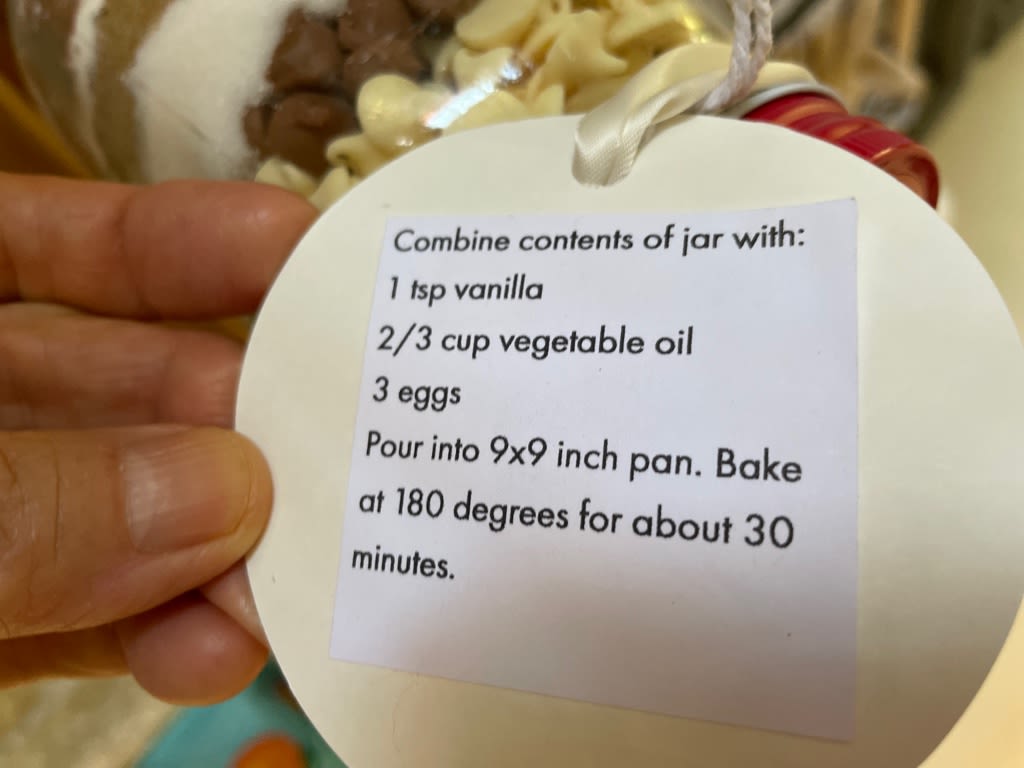 Combine contents of jar with:
1 tsp vanilla
2/3 cup vegetable oil
3 eggs
Pour into 9x9 inch pan. Bake
at 180 degrees for about 30
minutes.